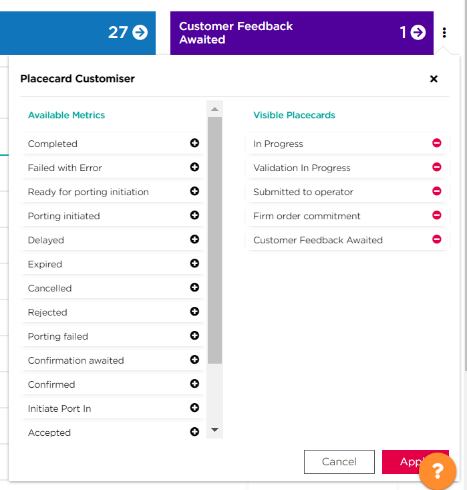 27
Customer Feedback
Awaited
1
Placecard Customiser
Available Metrics
Completed
Failed with Error
Ready for porting initiation
Porting initiated
Delayed
Expired
Cancelled
Rejected
Porting failed
Confirmation awaited
Confirmed
Initiate Port In
Accepted
Visible Placecards
In Progress
Validation In Progress
Submitted to operator
Firm order commitment
Customer Feedback Awaited
Cancel
?